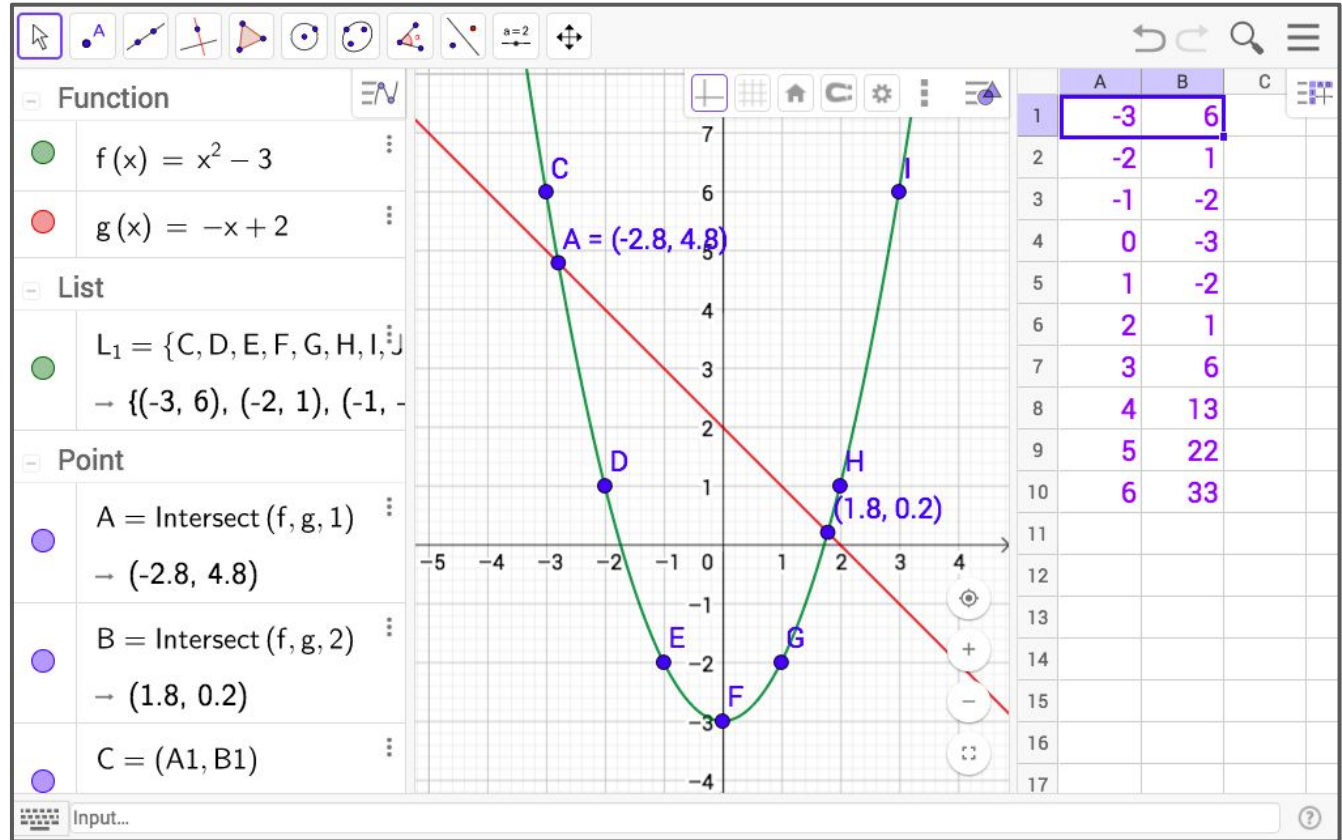 A
a=2
Function
f(x) = x² − 3
g(x) = −x + 2
List
L₁ = {C, D, E, F, G, H, I, J
→ {(-3, 6), (-2, 1), (-1, -
Point
A = Intersect(f, g, 1)
→ (-2.8, 4.8)
B = Intersect(f, g, 2)
→ (1.8, 0.2)
C = (A1, B1)
7
C
I
6
A = (-2.8, 4.8)
5
4
3
2
D
H
1
(1.8, 0.2)
−5 −4 −3 −2 −1 0 1 2 3 4
−1
E
G
−2
F
−3
−4
A B C
1 -3 6
2 -2 1
3 -1 -2
4 0 -3
5 1 -2
6 2 1
7 3 6
8 4 13
9 5 22
10 6 33
11
12
13
14
15
16
17
Input...
?